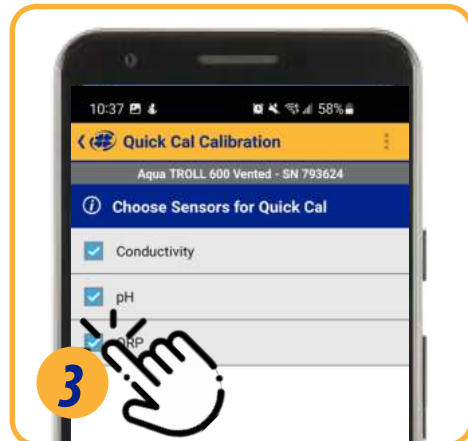 10:37 58%
Quick Cal Calibration
Aqua TROLL 600 Vented - SN 793624
Choose Sensors for Quick Cal
Conductivity
pH
ORP
3